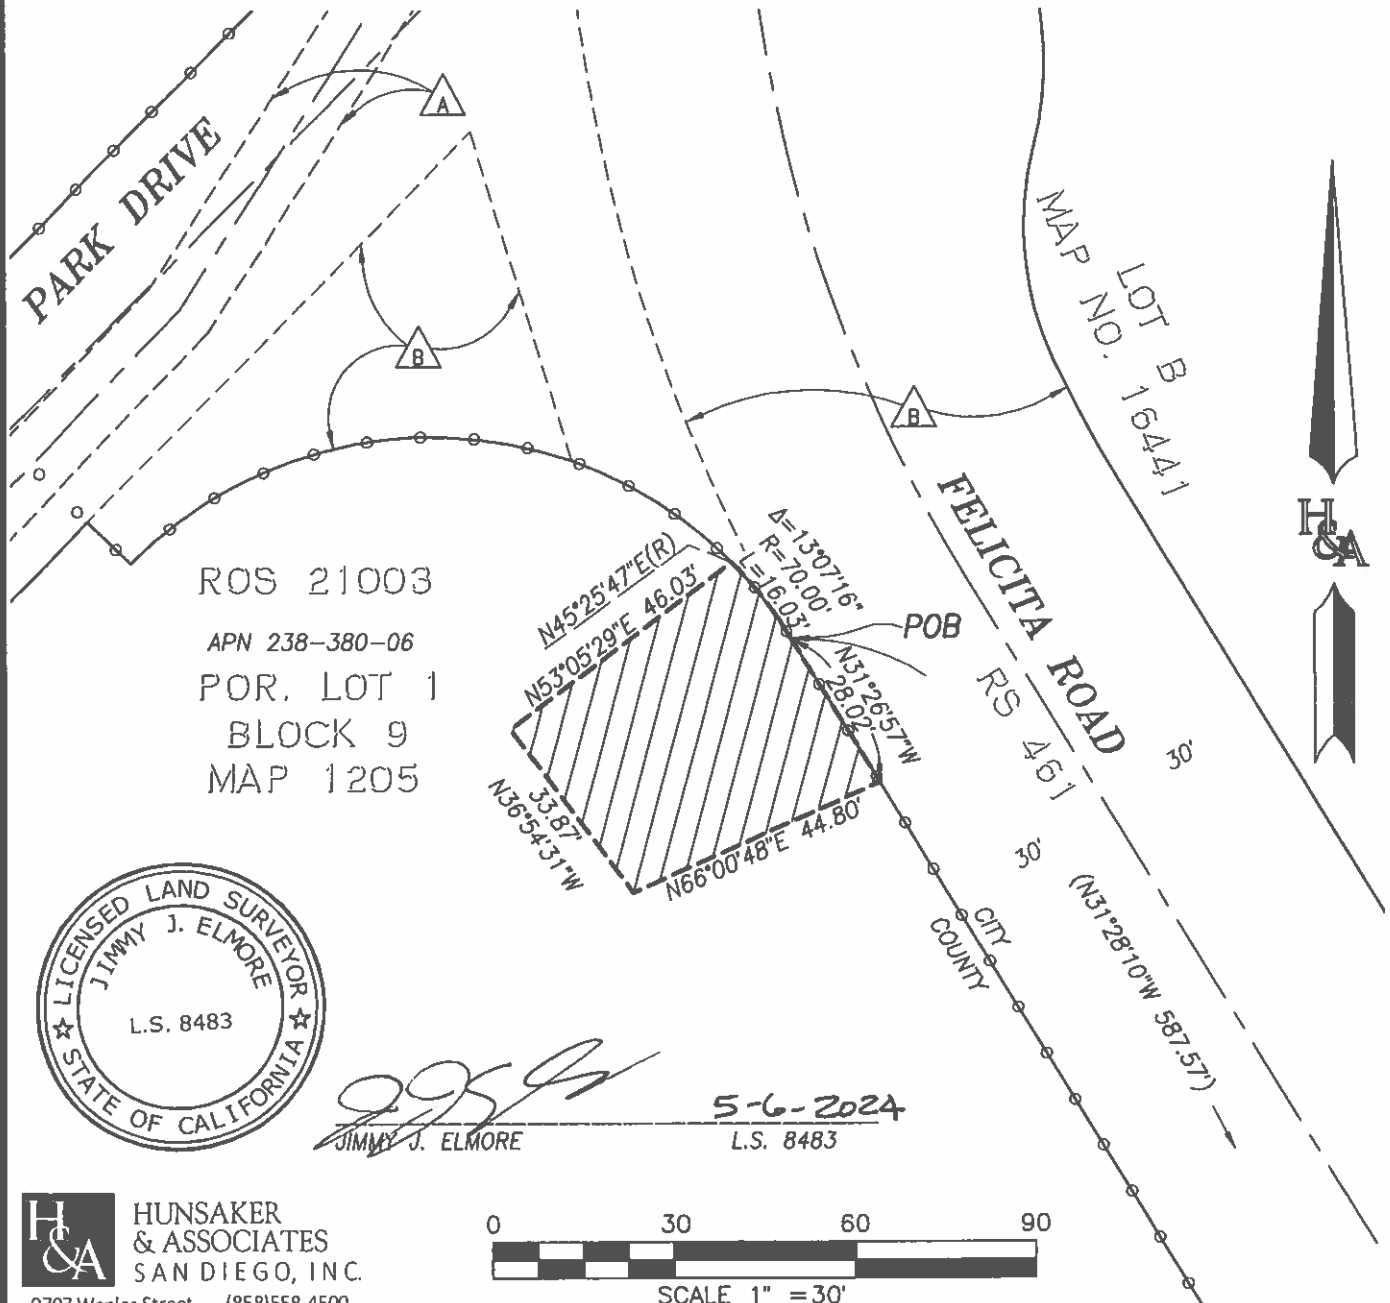 A
PARK DRIVE
B
B
LOT B
MAP NO. 16441
H&A
FELICITA ROAD
RS 461
Δ=13°07'16"
R=70.00'
L=16.03'
POB
N45°25'47"E(R)
N53°05'29"E 46.03'
N31°26'57"W
28.02'
ROS 21003
APN 238-380-06
POR. LOT 1
BLOCK 9
MAP 1205
33.87'
N36°54'31"W
N66°00'48"E 44.80'
30'
30'
CITY
COUNTY
(N31°28'10"W 587.57')
LICENSED LAND SURVEYOR
JIMMY J. ELMORE
L.S. 8483
STATE OF CALIFORNIA
5-6-2024
JIMMY J. ELMORE
L.S. 8483
H&A
HUNSAKER
& ASSOCIATES
SAN DIEGO, INC.
0 30 60 90
SCALE 1" =30'